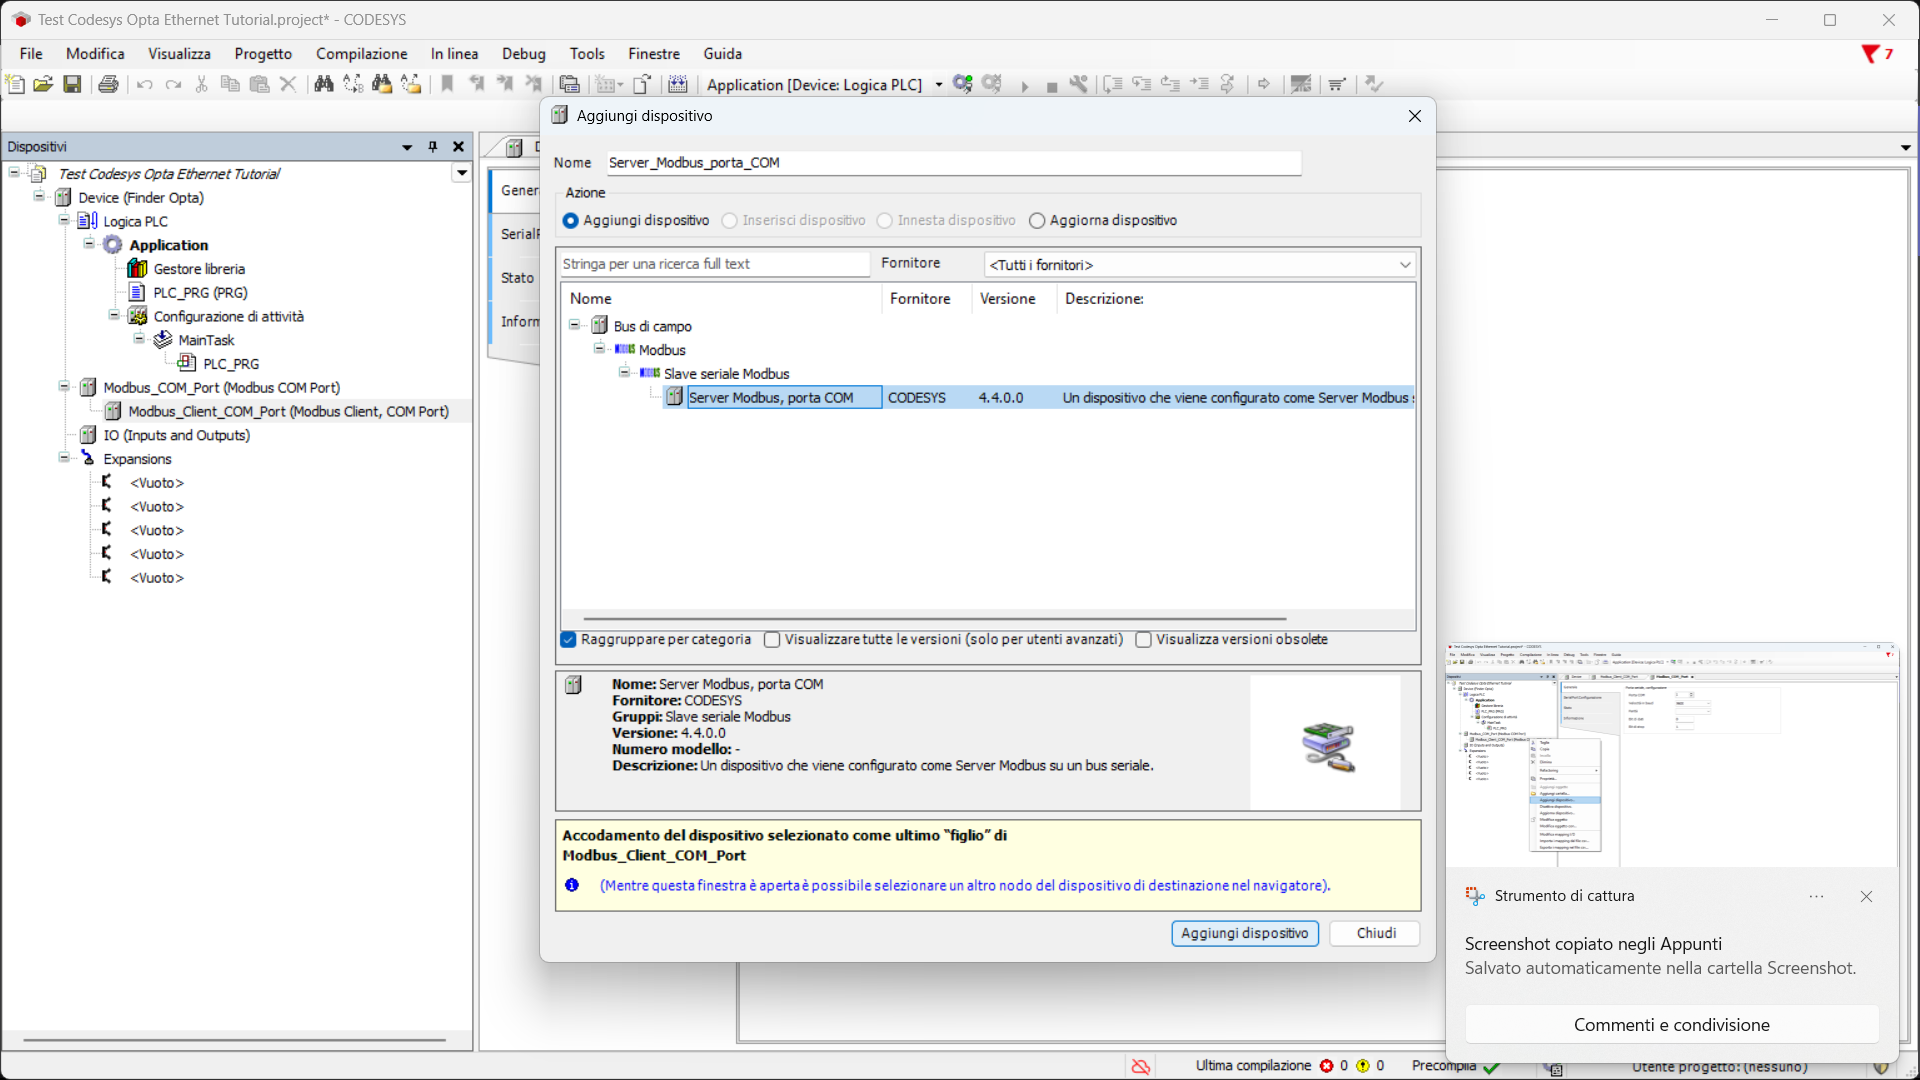 Test Codesys Opta Ethernet Tutorial.project* - CODESYS
File Modifica Visualizza Progetto Compilazione In linea Debug Tools Finestre Guida
7
Application [Device: Logica PLC]
Dispositivi
Test Codesys Opta Ethernet Tutorial
Device (Finder Opta)
Logica PLC
Application
Gestore libreria
PLC_PRG (PRG)
Configurazione di attività
MainTask
PLC_PRG
Modbus_COM_Port (Modbus COM Port)
Modbus_Client_COM_Port (Modbus Client, COM Port)
IO (Inputs and Outputs)
Expansions
<Vuoto>
<Vuoto>
<Vuoto>
<Vuoto>
<Vuoto>
Gener
Serial
Stato
Inform
Aggiungi dispositivo
Nome Server_Modbus_porta_COM
Azione
Aggiungi dispositivo Inserisci dispositivo Innesta dispositivo Aggiorna dispositivo
Stringa per una ricerca full text Fornitore <Tutti i fornitori>
Nome Fornitore Versione Descrizione:
Bus di campo
Modbus
Slave seriale Modbus
Server Modbus, porta COM CODESYS 4.4.0.0 Un dispositivo che viene configurato come Server Modbus
Raggruppare per categoria Visualizzare tutte le versioni (solo per utenti avanzati) Visualizza versioni obsolete
Nome: Server Modbus, porta COM
Fornitore: CODESYS
Gruppi: Slave seriale Modbus
Versione: 4.4.0.0
Numero modello: -
Descrizione: Un dispositivo che viene configurato come Server Modbus su un bus seriale.
Accodamento del dispositivo selezionato come ultimo "figlio" di
Modbus_Client_COM_Port
(Mentre questa finestra è aperta è possibile selezionare un altro nodo del dispositivo di destinazione nel navigatore).
Aggiungi dispositivo Chiudi
Strumento di cattura
Screenshot copiato negli Appunti
Salvato automaticamente nella cartella Screenshot.
Commenti e condivisione
Ultima compilazione 0 0 Precompila Utente progetto: (nessuno)